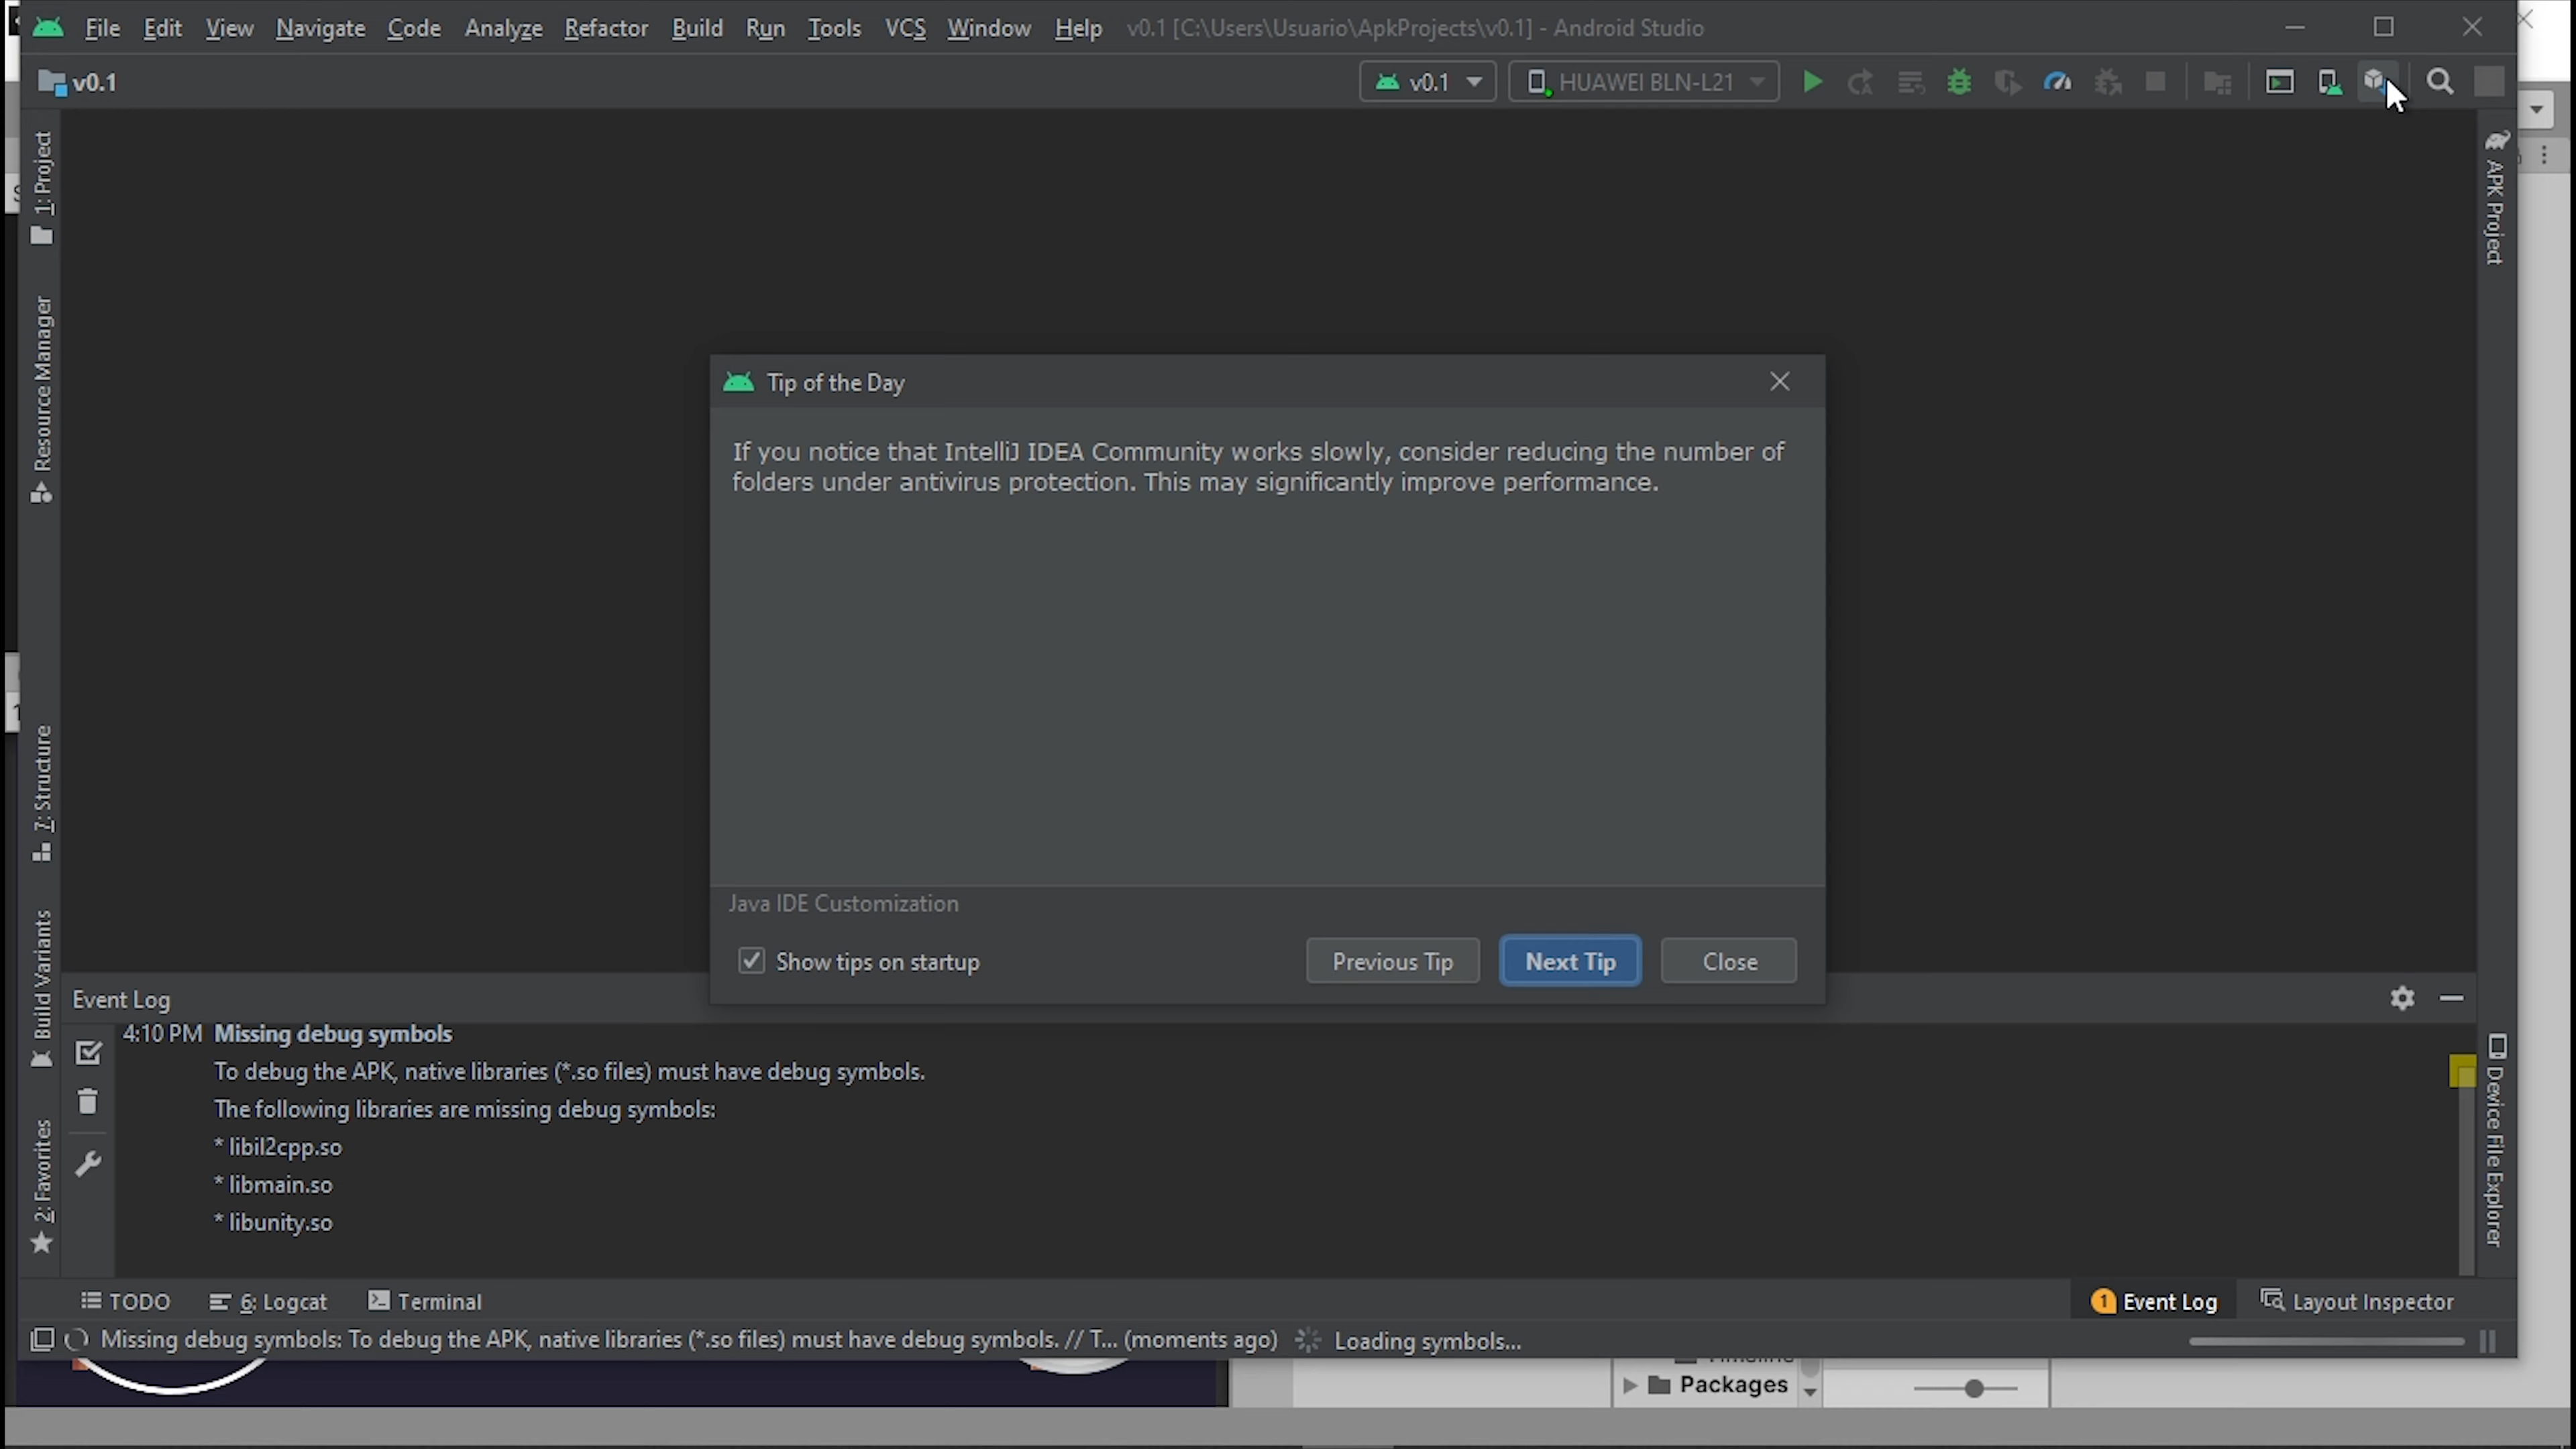 File Edit View Navigate Code Analyze Refactor Build Run Tools VCS Window Help v0.1 [C:\Users\Usuario\ApkProjects\v0.1] - Android Studio
v0.1
v0.1
HUAWEI BLN-L21
1: Project
Resource Manager
7: Structure
Build Variants
2: Favorites
APK Project
Device File Explorer
Tip of the Day
If you notice that IntelliJ IDEA Community works slowly, consider reducing the number of
folders under antivirus protection. This may significantly improve performance.
Java IDE Customization
Show tips on startup
Previous Tip
Next Tip
Close
Event Log
4:10 PM Missing debug symbols
To debug the APK, native libraries (*.so files) must have debug symbols.
The following libraries are missing debug symbols:
* libil2cpp.so
* libmain.so
* libunity.so
TODO
6: Logcat
Terminal
1 Event Log
Layout Inspector
Missing debug symbols: To debug the APK, native libraries (*.so files) must have debug symbols. // T... (moments ago)
Loading symbols...
Packages